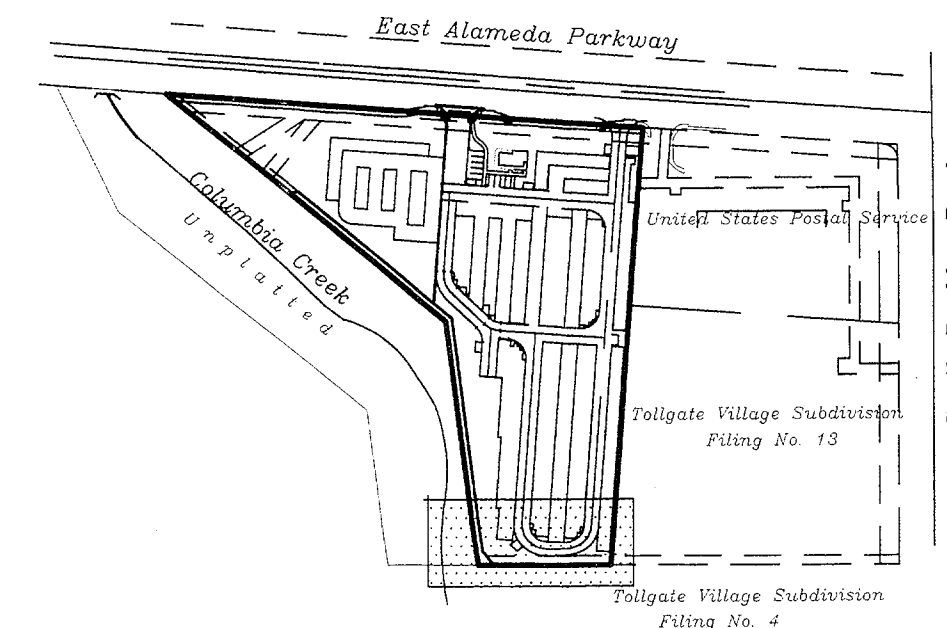 East Alameda Parkway
Columbia Creek
Unplatted
United States Postal Service
Tollgate Village Subdivision
Filing No. 13
Tollgate Village Subdivision
Filing No. 4